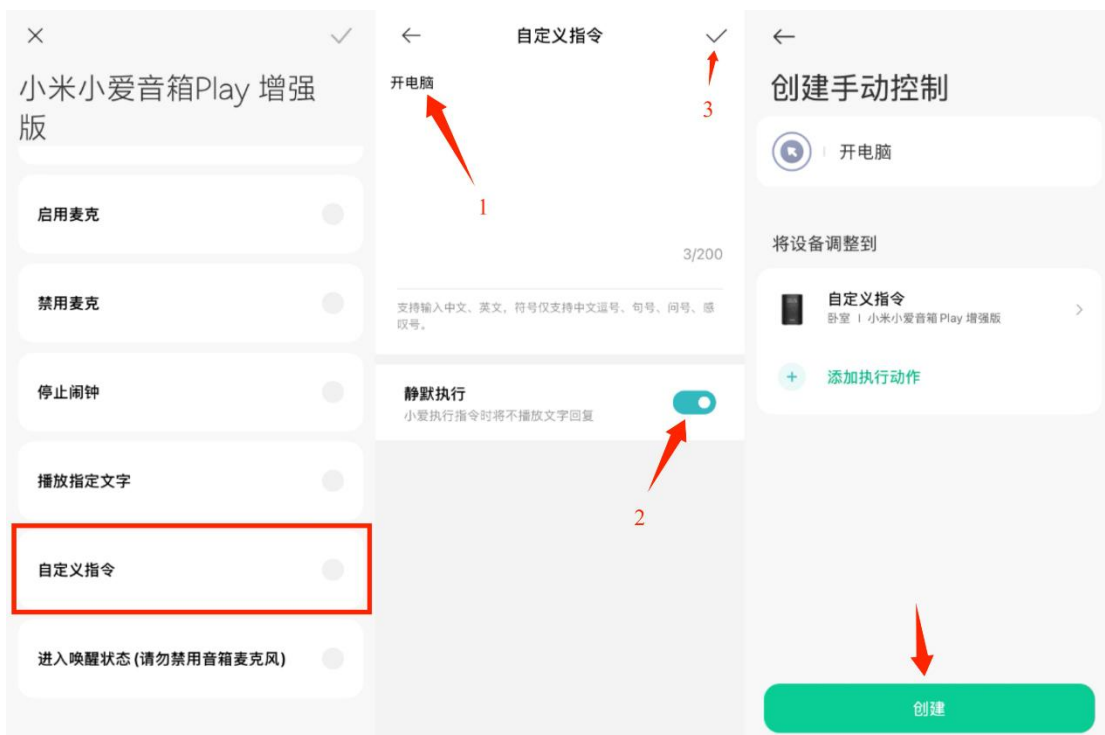 小米小爱音箱Play 增强
版
启用麦克
禁用麦克
停止闹钟
播放指定文字
自定义指令
进入唤醒状态 (请勿禁用音箱麦克风)
自定义指令
开电脑
3
1
3/200
支持输入中文、英文，符号仅支持中文逗号、句号、问号、感
叹号。
静默执行
小爱执行指令时将不播放文字回复
2
创建手动控制
开电脑
将设备调整到
自定义指令
卧室 | 小米小爱音箱 Play 增强版
添加执行动作
创建